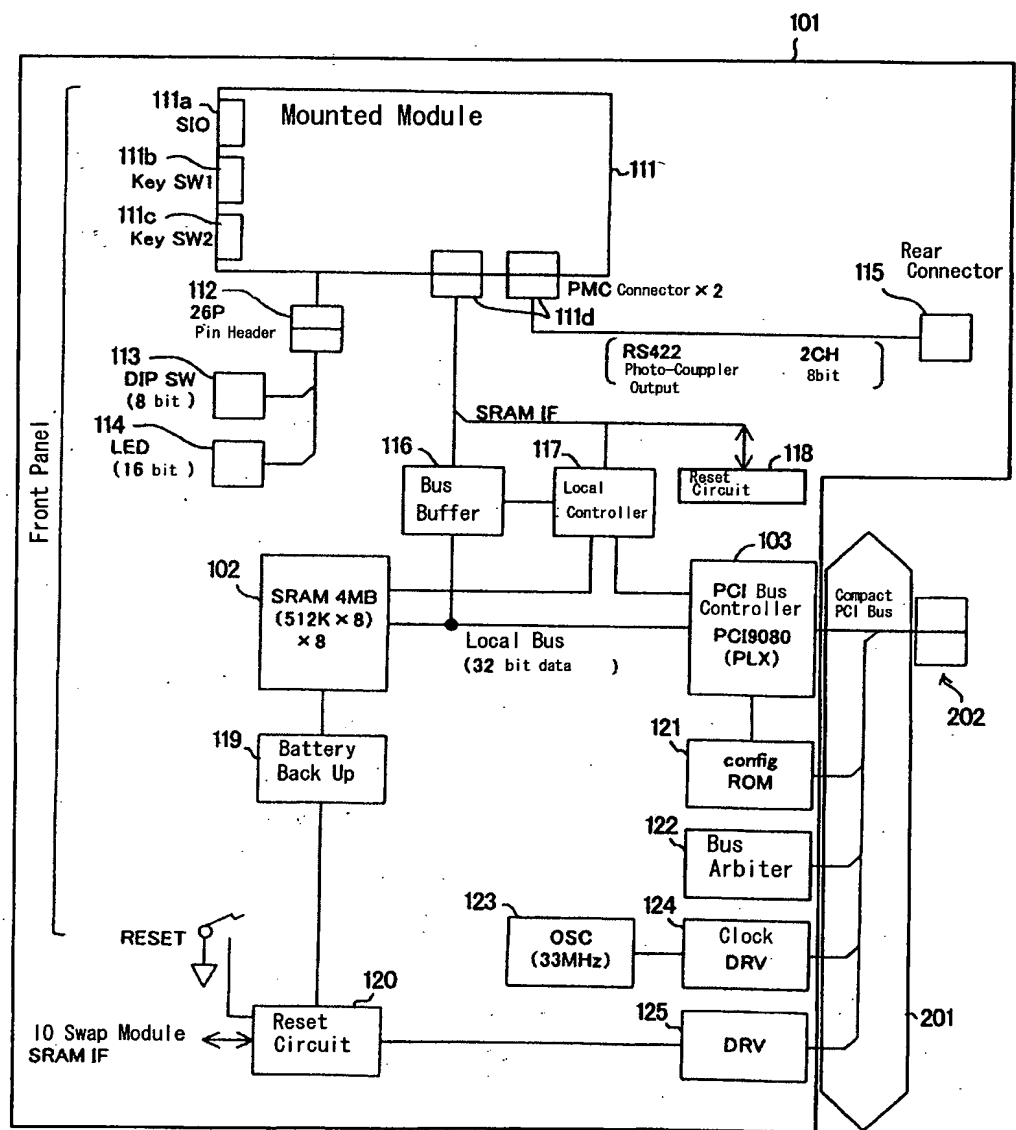 101
111a
SIO
Mounted Module
111b
Key SW1
111
111c
Key SW2
Rear
Connector
115
112
26P
Pin Header
PMC Connector × 2
111d
113
DIP SW
(8 bit)
RS422 2CH
Photo-Coupler 8bit
Output
114
LED
(16 bit)
SRAM IF
116
117
118
Front Panel
Bus
Buffer
Local
Controller
Reset
Circuit
103
102
SRAM 4MB
(512K × 8)
× 8
PCI Bus
Controller
PCI9080
(PLX)
Compact
PCI Bus
Local Bus
(32 bit data )
202
119
Battery
Back Up
121
config
ROM
122
Bus
Arbiter
123
OSC
(33MHz)
124
Clock
DRV
RESET
120
Reset
Circuit
IO Swap Module
SRAM IF
125
DRV
201